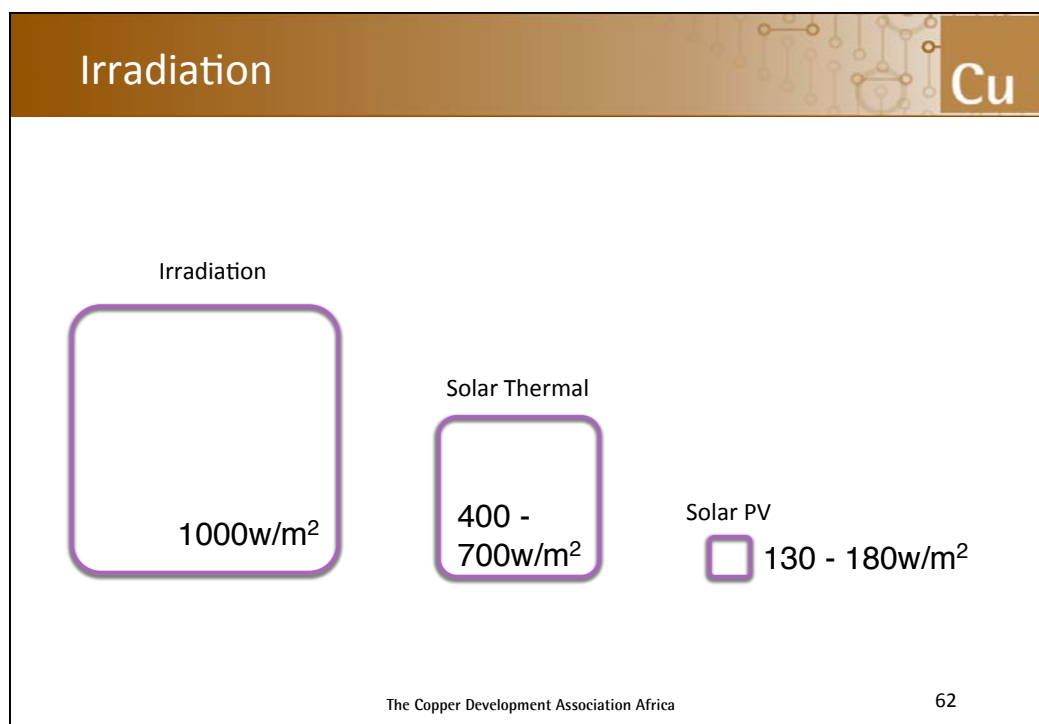 Irradiation
Cu
Irradiation
1000w/m²
Solar Thermal
400 -
700w/m²
Solar PV
130 - 180w/m²
The Copper Development Association Africa
62